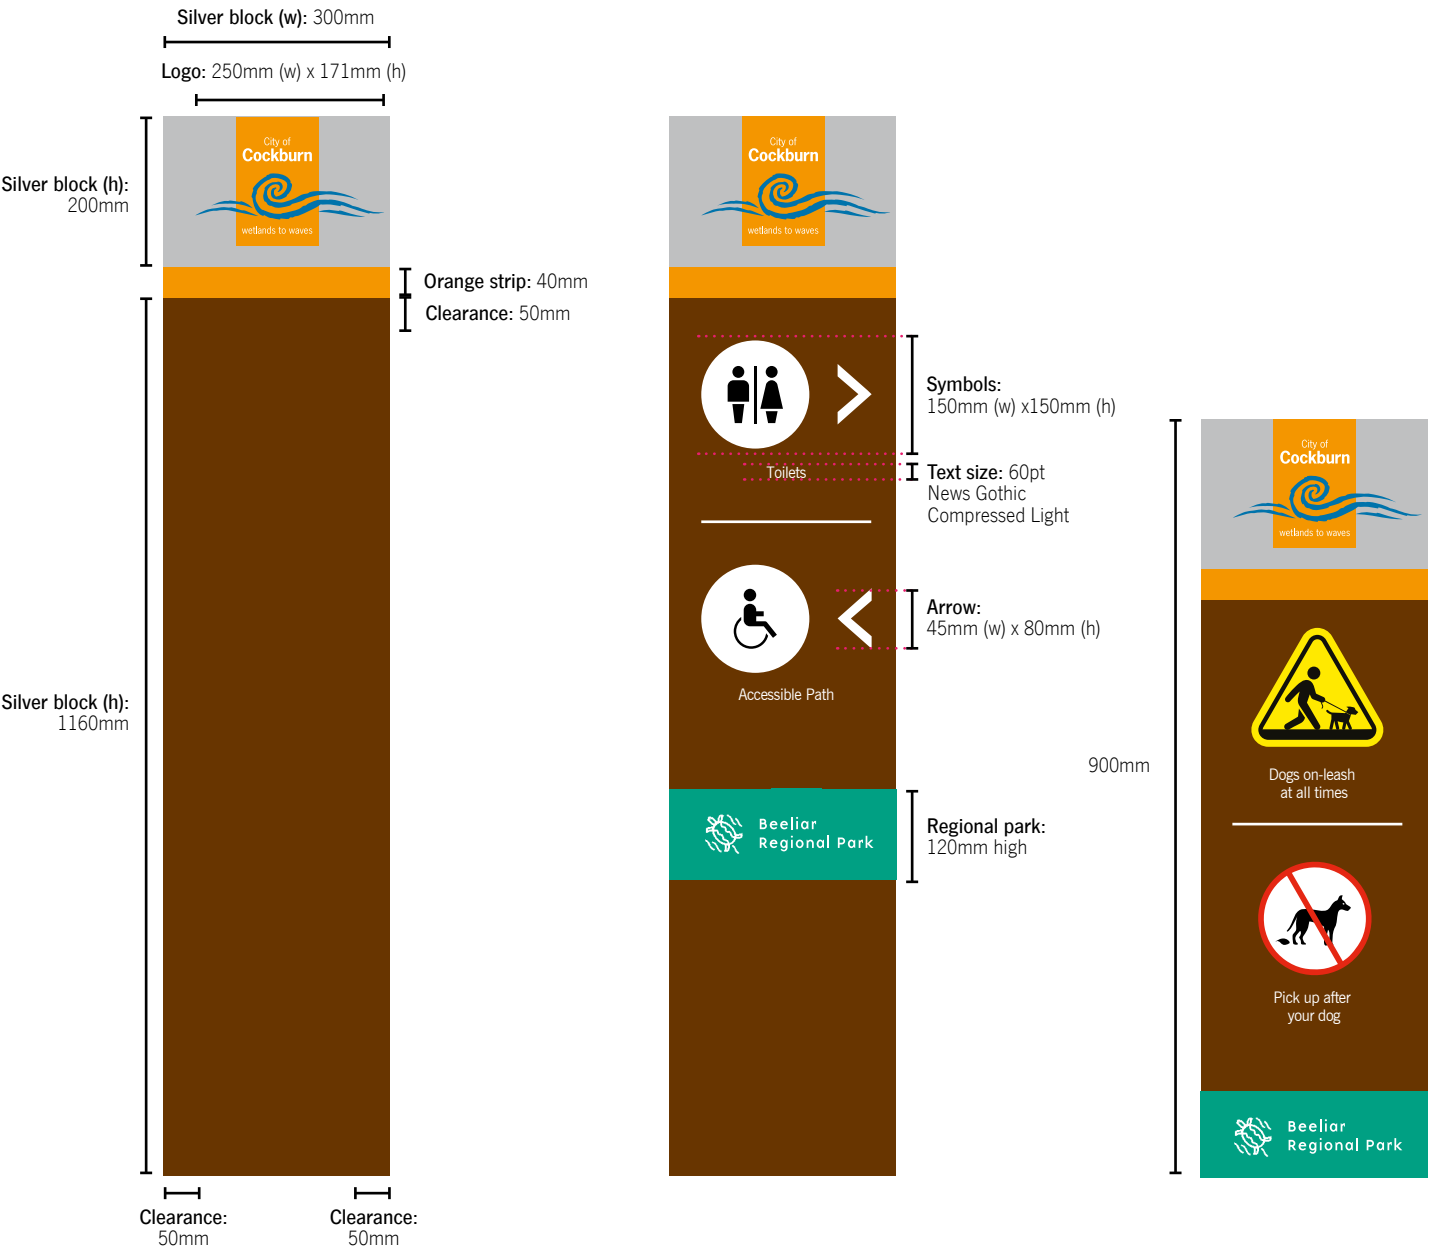 Silver block (w): 300mm
Logo: 250mm (w) x 171mm (h)
Silver block (h):
200mm
City of
Cockburn
wetlands to waves
Orange strip: 40mm
Clearance: 50mm
Silver block (h):
1160mm
Clearance:
50mm
Clearance:
50mm
City of
Cockburn
wetlands to waves
Toilets
Accessible Path
Beeliar
Regional Park
Symbols:
150mm (w) x150mm (h)
Text size: 60pt
News Gothic
Compressed Light
Arrow:
45mm (w) x 80mm (h)
Regional park:
120mm high
900mm
City of
Cockburn
wetlands to waves
Dogs on-leash
at all times
Pick up after
your dog
Beeliar
Regional Park